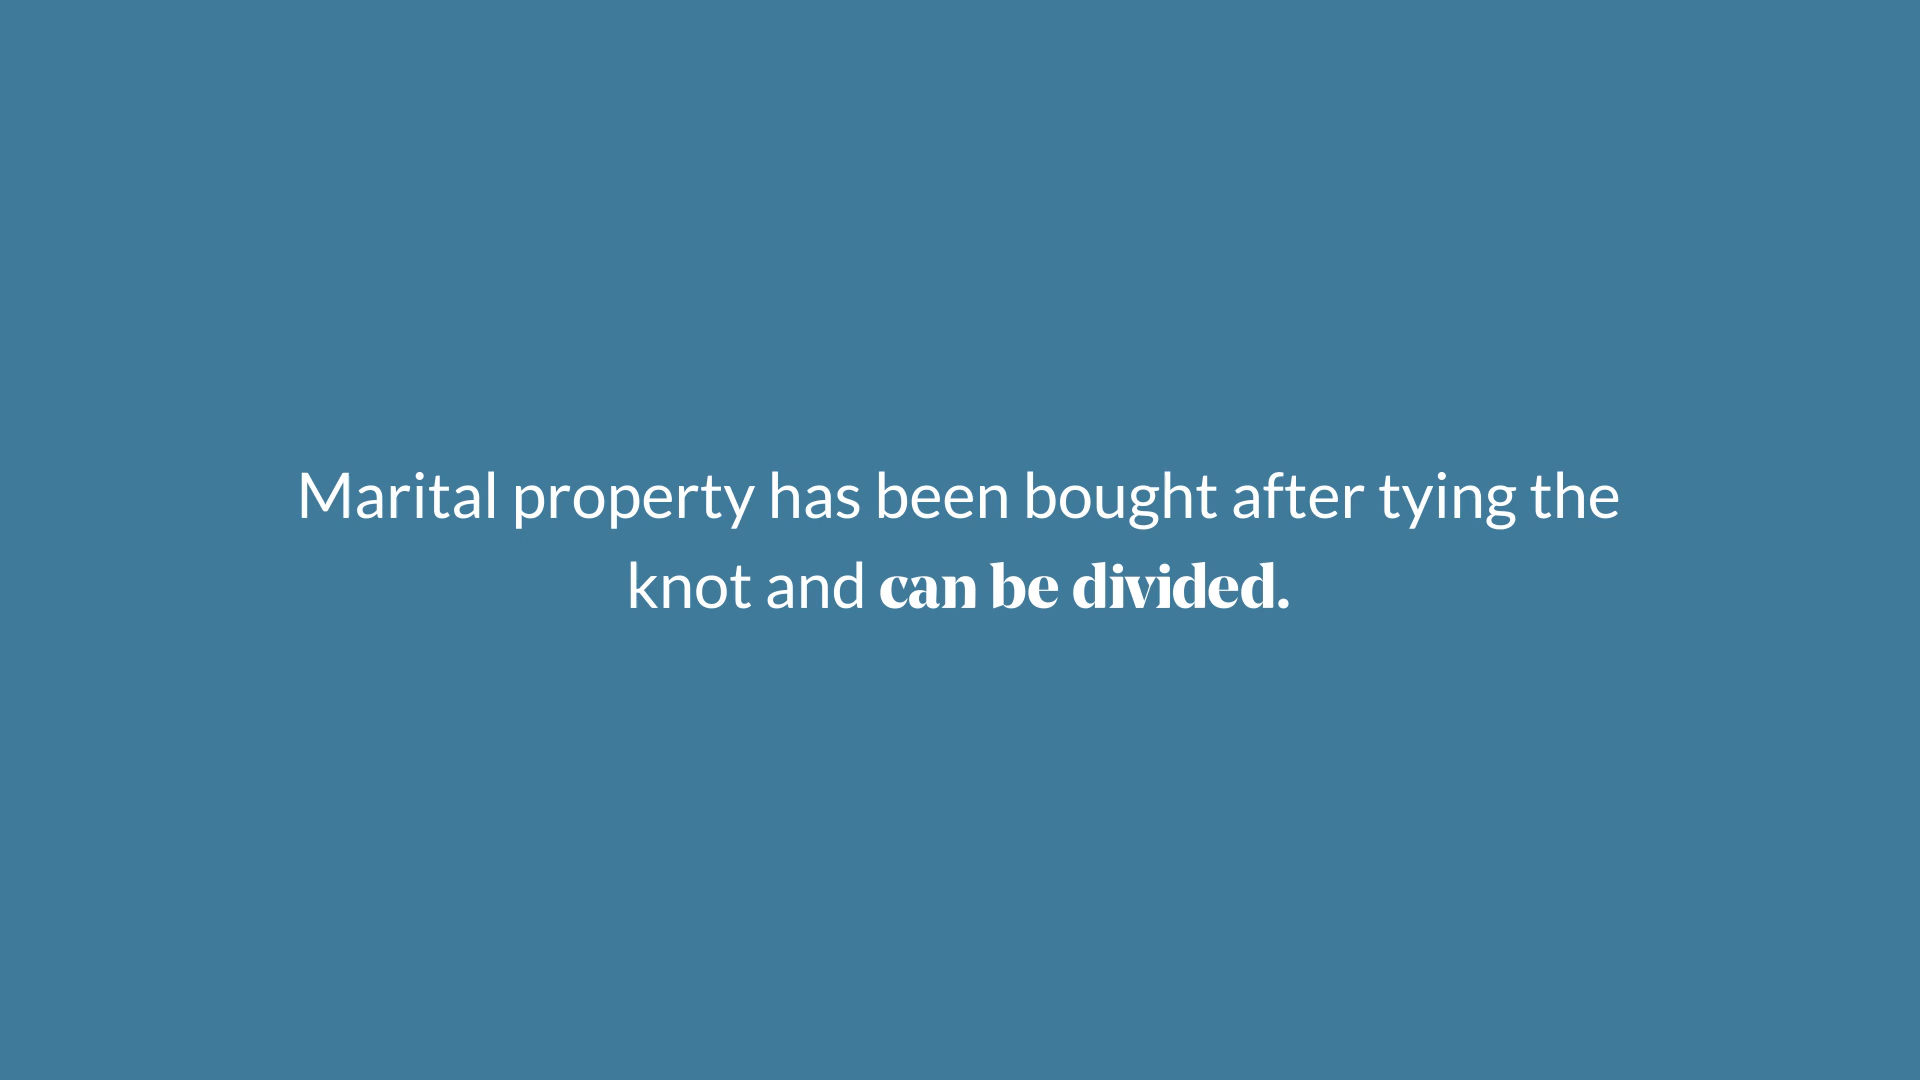 Marital property has been bought after tying the
knot and can be divided.